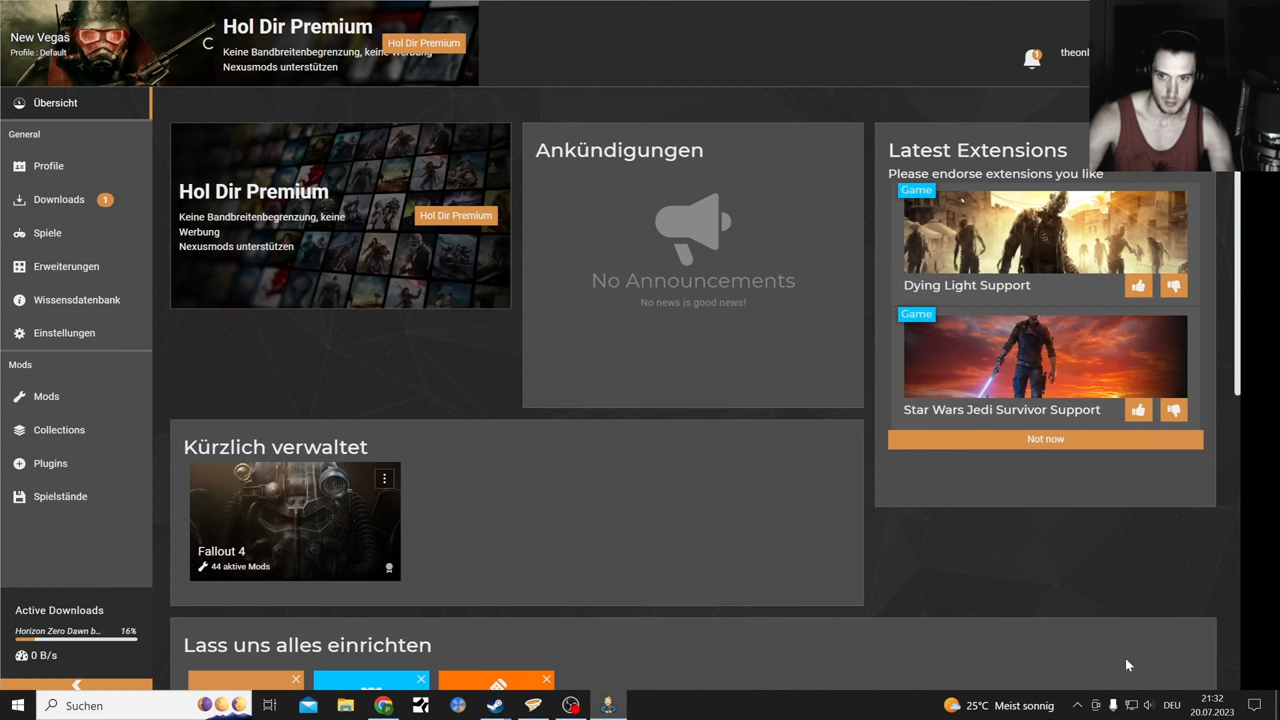 New Vegas
Profile : Default
Hol Dir Premium
Keine Bandbreitenbegrenzung, keine Werbung
Nexusmods unterstützen
Hol Dir Premium
1
theonl
Übersicht
General
Profile
Downloads 1
Spiele
Erweiterungen
Wissensdatenbank
Einstellungen
Mods
Mods
Collections
Plugins
Spielstände
Active Downloads
Horizon Zero Dawn b... 16%
0 B/s
Hol Dir Premium
Keine Bandbreitenbegrenzung, keine
Werbung
Nexusmods unterstützen
Hol Dir Premium
Ankündigungen
No Announcements
No news is good news!
Latest Extensions
Please endorse extensions you like
Game
Dying Light Support
Game
Star Wars Jedi Survivor Support
Not now
Kürzlich verwaltet
Fallout 4
44 aktive Mods
Lass uns alles einrichten
Suchen
25°C Meist sonnig
DEU
21:32
20.07.2023